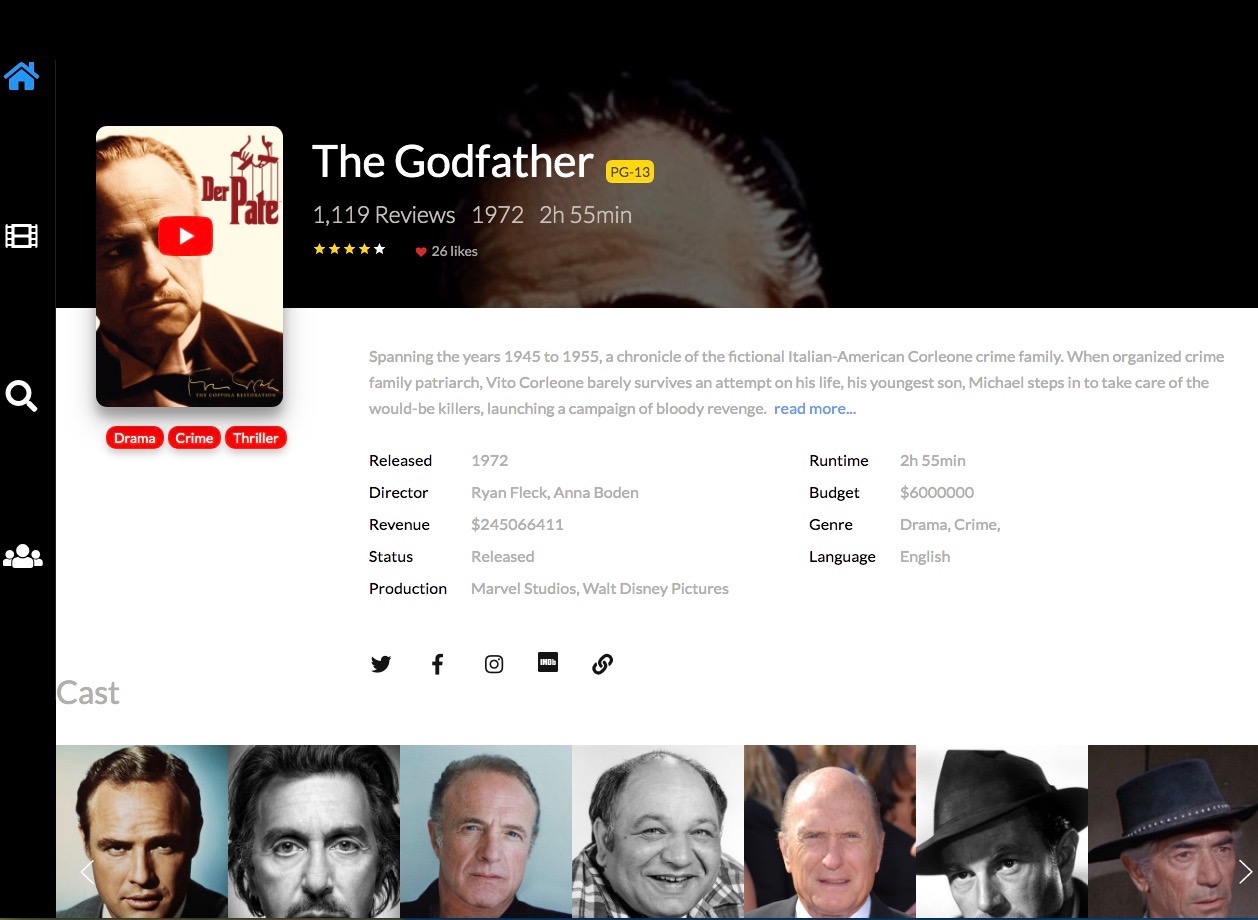 The Godfather PG-13
1,119 Reviews 1972 2h 55min
26 likes
Der
Pate
THE COPPOLA RESTORATION
Drama Crime Thriller
Spanning the years 1945 to 1955, a chronicle of the fictional Italian-American Corleone crime family. When organized crime
family patriarch, Vito Corleone barely survives an attempt on his life, his youngest son, Michael steps in to take care of the
would-be killers, launching a campaign of bloody revenge. read more...
Released 1972 Runtime 2h 55min
Director Ryan Fleck, Anna Boden Budget $6000000
Revenue $245066411 Genre Drama, Crime,
Status Released Language English
Production Marvel Studios, Walt Disney Pictures
IMDb
Cast